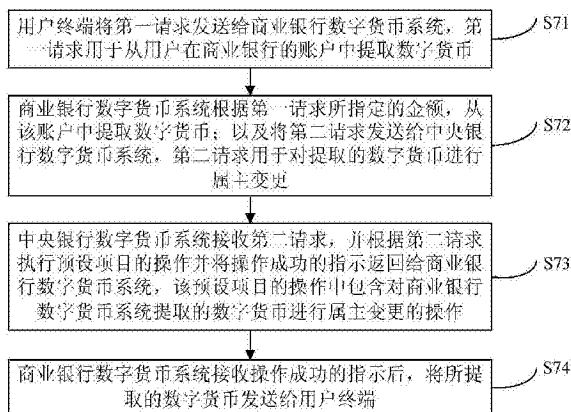 用户终端将第一请求发送给商业银行数字货币系统，第
一请求用于从用户在商业银行的账户中提取数字货币
S71
商业银行数字货币系统根据第一请求所指定的金额，从
该账户中提取数字货币；以及将第二请求发送给中央银
行数字货币系统，第二请求用于对提取的数字货币进行
属主变更
S72
中央银行数字货币系统接收第二请求，并根据第二请求
执行预设项目的操作并将操作成功的指示返回给商业银
行数字货币系统，该预设项目的操作中包含对商业银行
数字货币系统提取的数字货币进行属主变更的操作
S73
商业银行数字货币系统接收操作成功的指示后，将所提
取的数字货币发送给用户终端
S74